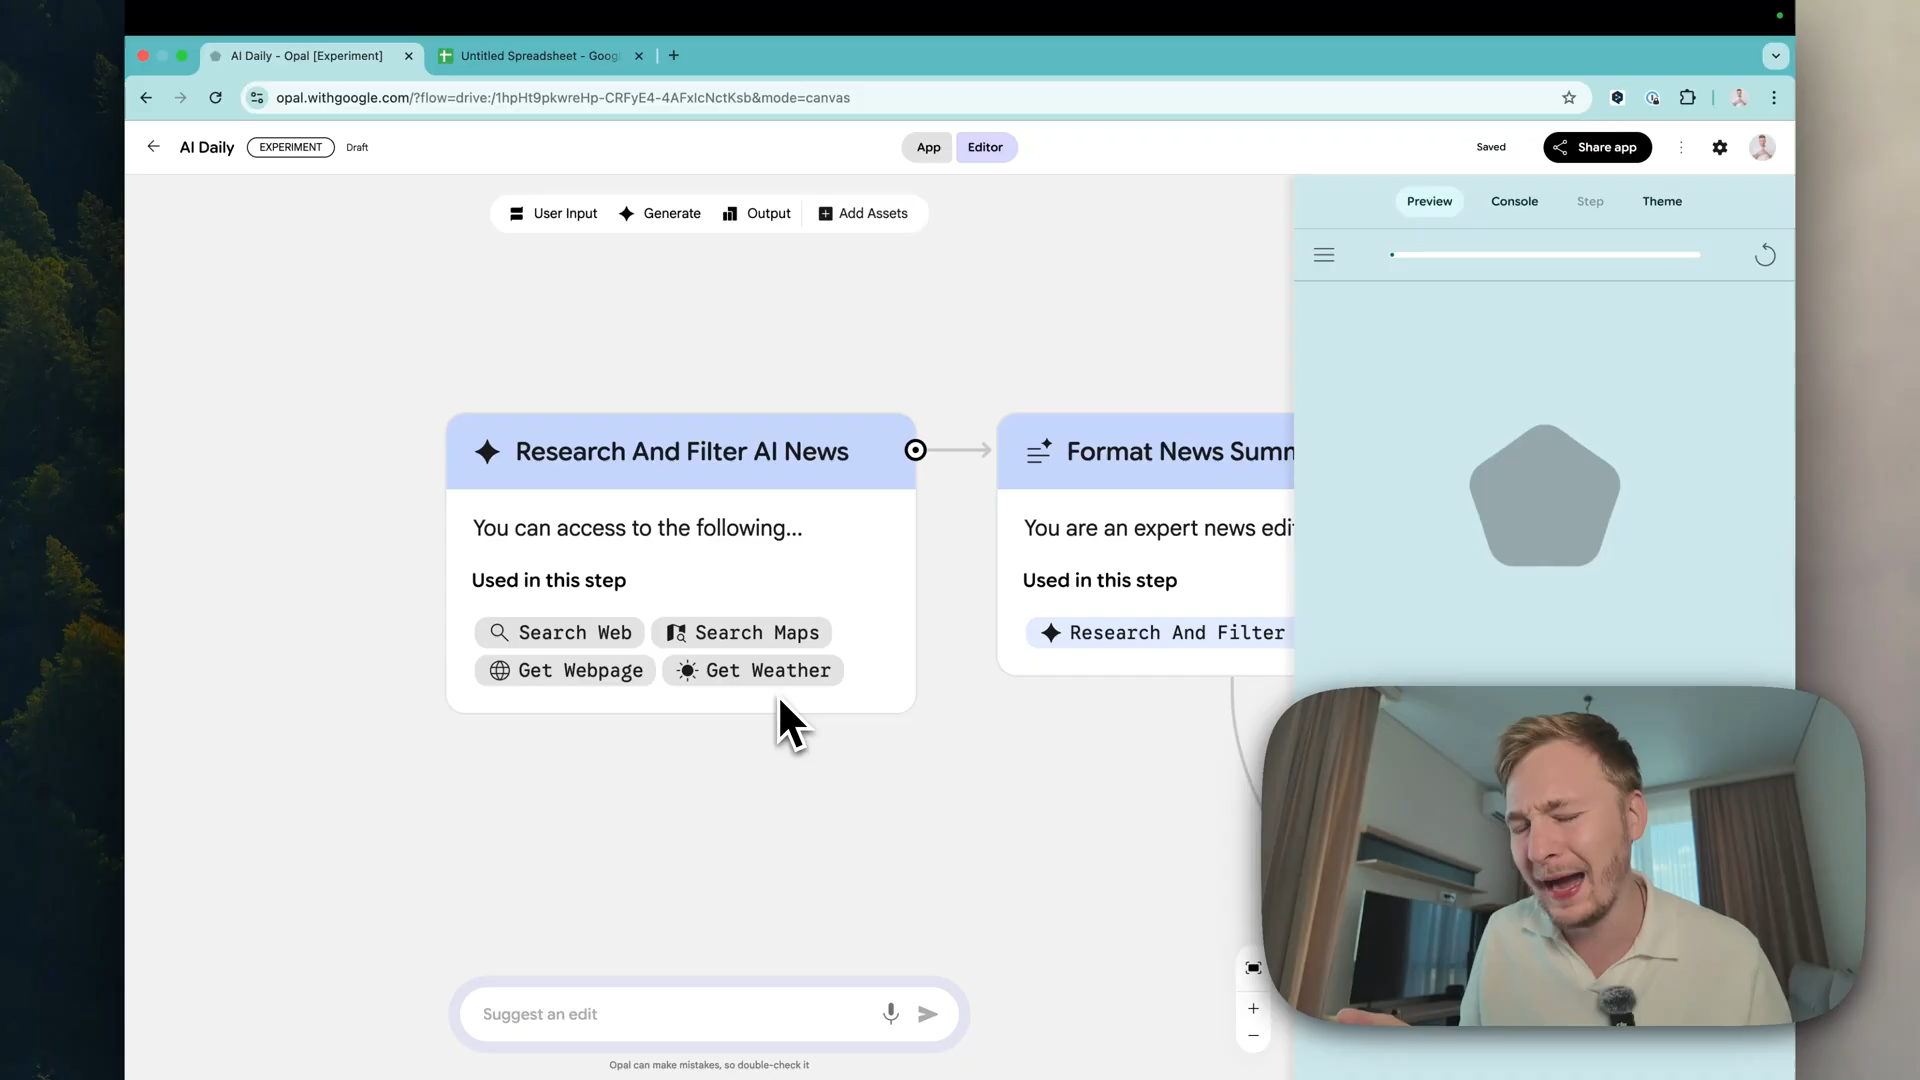 AI Daily - Opal [Experiment]
Untitled Spreadsheet - Goog
opal.withgoogle.com/?flow=drive:/1hpHt9pkwreHp-CRFyE4-4AFxIcNctKsb&mode=canvas
AI Daily
EXPERIMENT
Draft
App
Editor
Saved
Share app
User Input
Generate
Output
Add Assets
Preview
Console
Step
Theme
Research And Filter AI News
You can access to the following...
Used in this step
Search Web
Search Maps
Get Webpage
Get Weather
Format News Summ
You are an expert news edi
Used in this step
Research And Filter
Suggest an edit
Opal can make mistakes, so double-check it